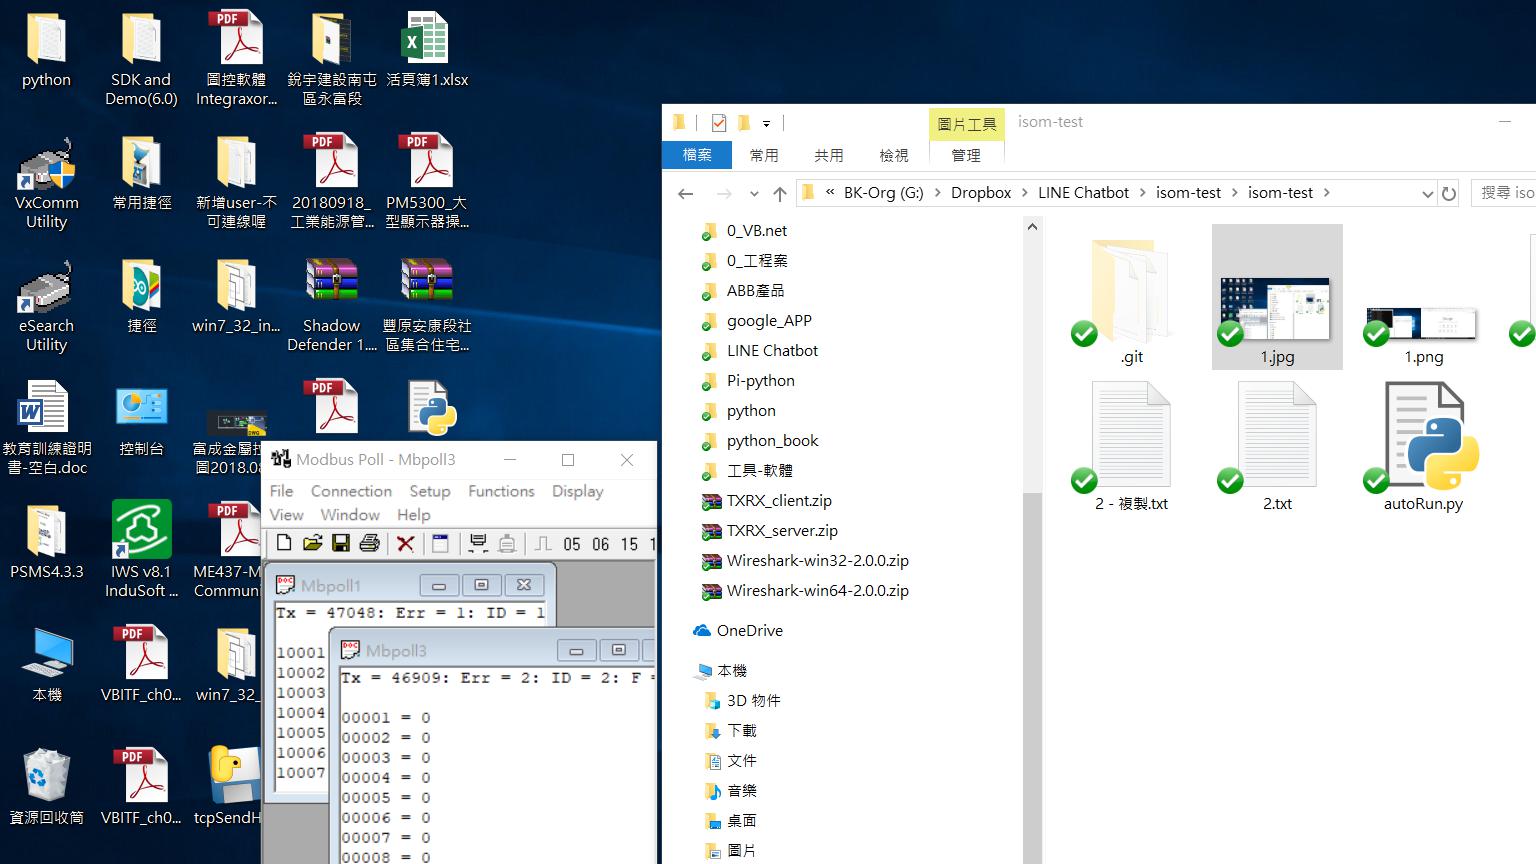 python
SDK and
Demo(6.0)
圖控軟體
Integraxor...
銳宇建設南屯
區永富段
活頁簿1.xlsx
VxComm
Utility
常用捷徑
新增user-不
可連線喔
20180918_
工業能源管...
PM5300_大
型顯示器操...
eSearch
Utility
捷徑
win7_32_in...
Shadow
Defender 1....
豐原安康段社
區集合住宅...
教育訓練證明
書-空白.doc
控制台
富成金屬
圖2018.08
PSMS4.3.3
IWS v8.1
InduSoft ...
ME437-M
Communi
本機
VBITF_ch0...
win7_32_
資源回收筒
VBITF_ch0...
tcpSendH
Modbus Poll - Mbpoll3
File Connection Setup Functions Display
View Window Help
05 06 15 1
Mbpoll1
Tx = 47048: Err = 1: ID = 1
10001
10002
10003
10004
10005
10006
10007
Mbpoll3
Tx = 46909: Err = 2: ID = 2: F =
00001 = 0
00002 = 0
00003 = 0
00004 = 0
00005 = 0
00006 = 0
00007 = 0
00008 = 0
圖片工具 isom-test
檔案 常用 共用 檢視 管理
« BK-Org (G:) › Dropbox › LINE Chatbot › isom-test › isom-test ›
搜尋 iso
0_VB.net
0_工程案
ABB產品
google_APP
LINE Chatbot
Pi-python
python
python_book
工具-軟體
TXRX_client.zip
TXRX_server.zip
Wireshark-win32-2.0.0.zip
Wireshark-win64-2.0.0.zip
OneDrive
本機
3D 物件
下載
文件
音樂
桌面
圖片
.git
1.jpg
1.png
2 - 複製.txt
2.txt
autoRun.py